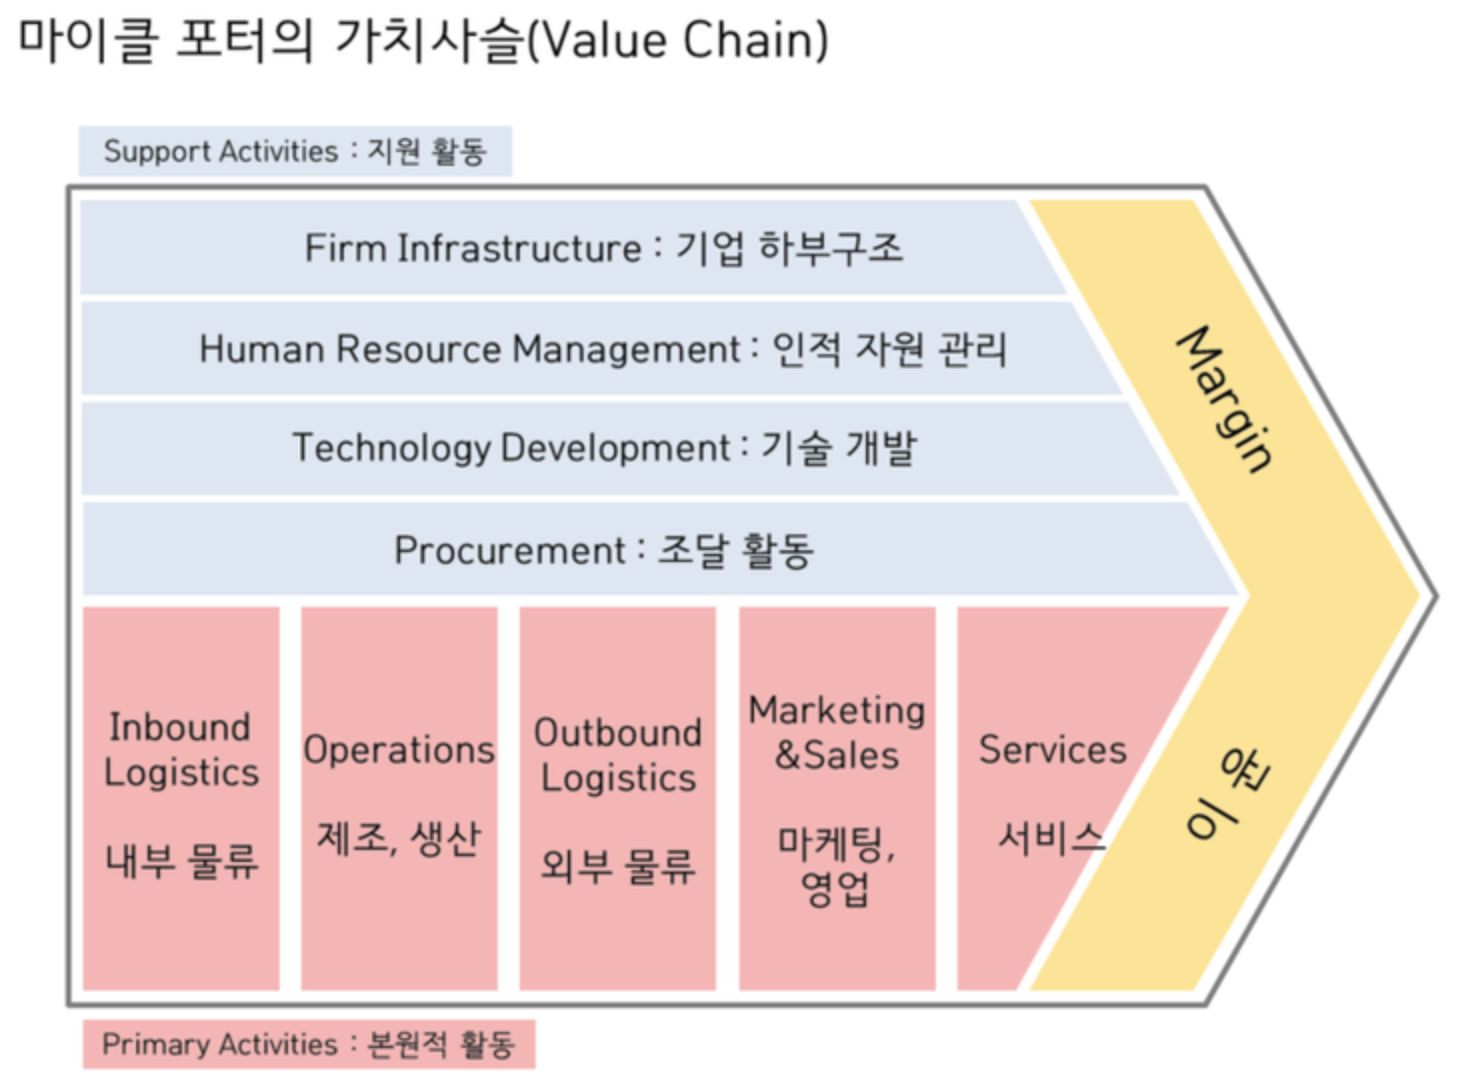 마이클 포터의 가치사슬(Value Chain)
Support Activities : 지원 활동
Firm Infrastructure : 기업 하부구조
Human Resource Management : 인적 자원 관리
Technology Development : 기술 개발
Procurement : 조달 활동
Margin
이윤
Inbound
Logistics
내부 물류
Operations
제조, 생산
Outbound
Logistics
외부 물류
Marketing
&Sales
마케팅,
영업
Services
서비스
Primary Activities : 본원적 활동